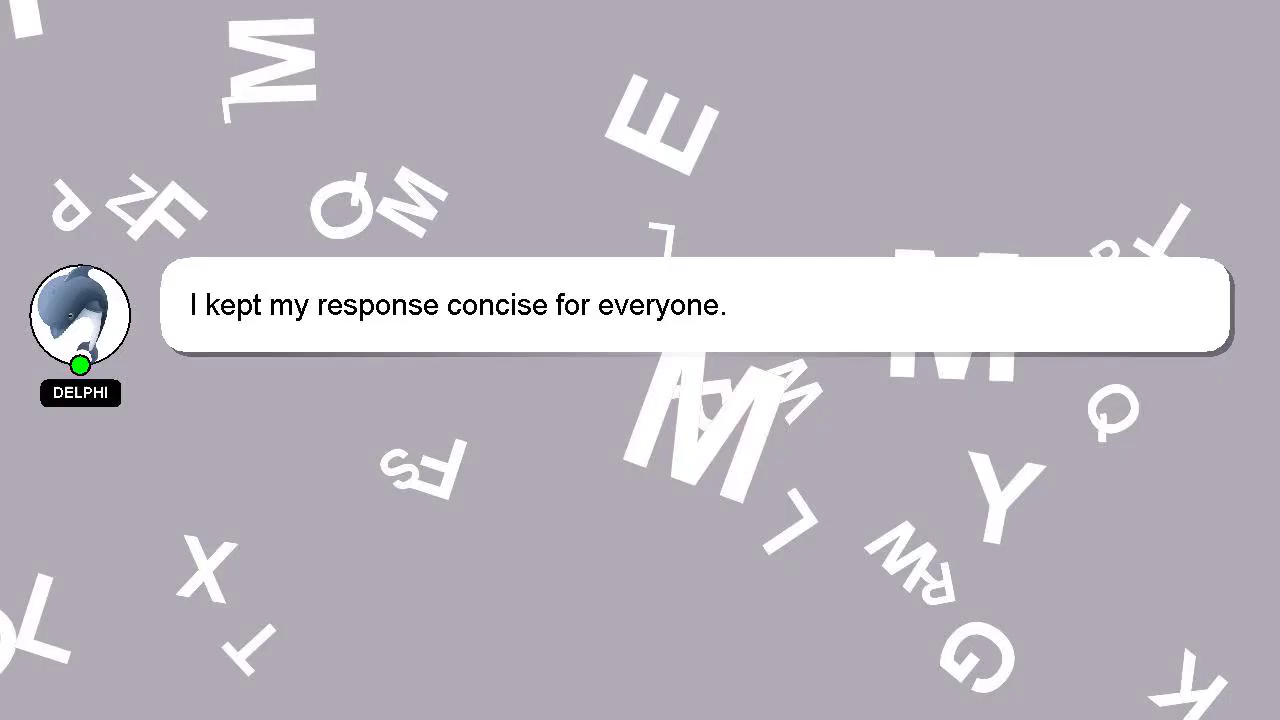 I kept my response concise for everyone.
DELPHI
M
E
P
Z
F
Q
M
L
T
R
M
M
W
Q
S
F
Y
L
X
W
R
T
G
K